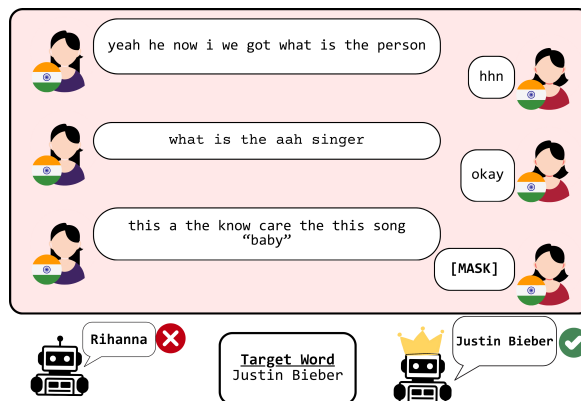 yeah he now i we got what is the person
hhn
what is the aah singer
okay
this a the know care the this song
“baby”
[MASK]
Rihanna
Target Word
Justin Bieber
Justin Bieber